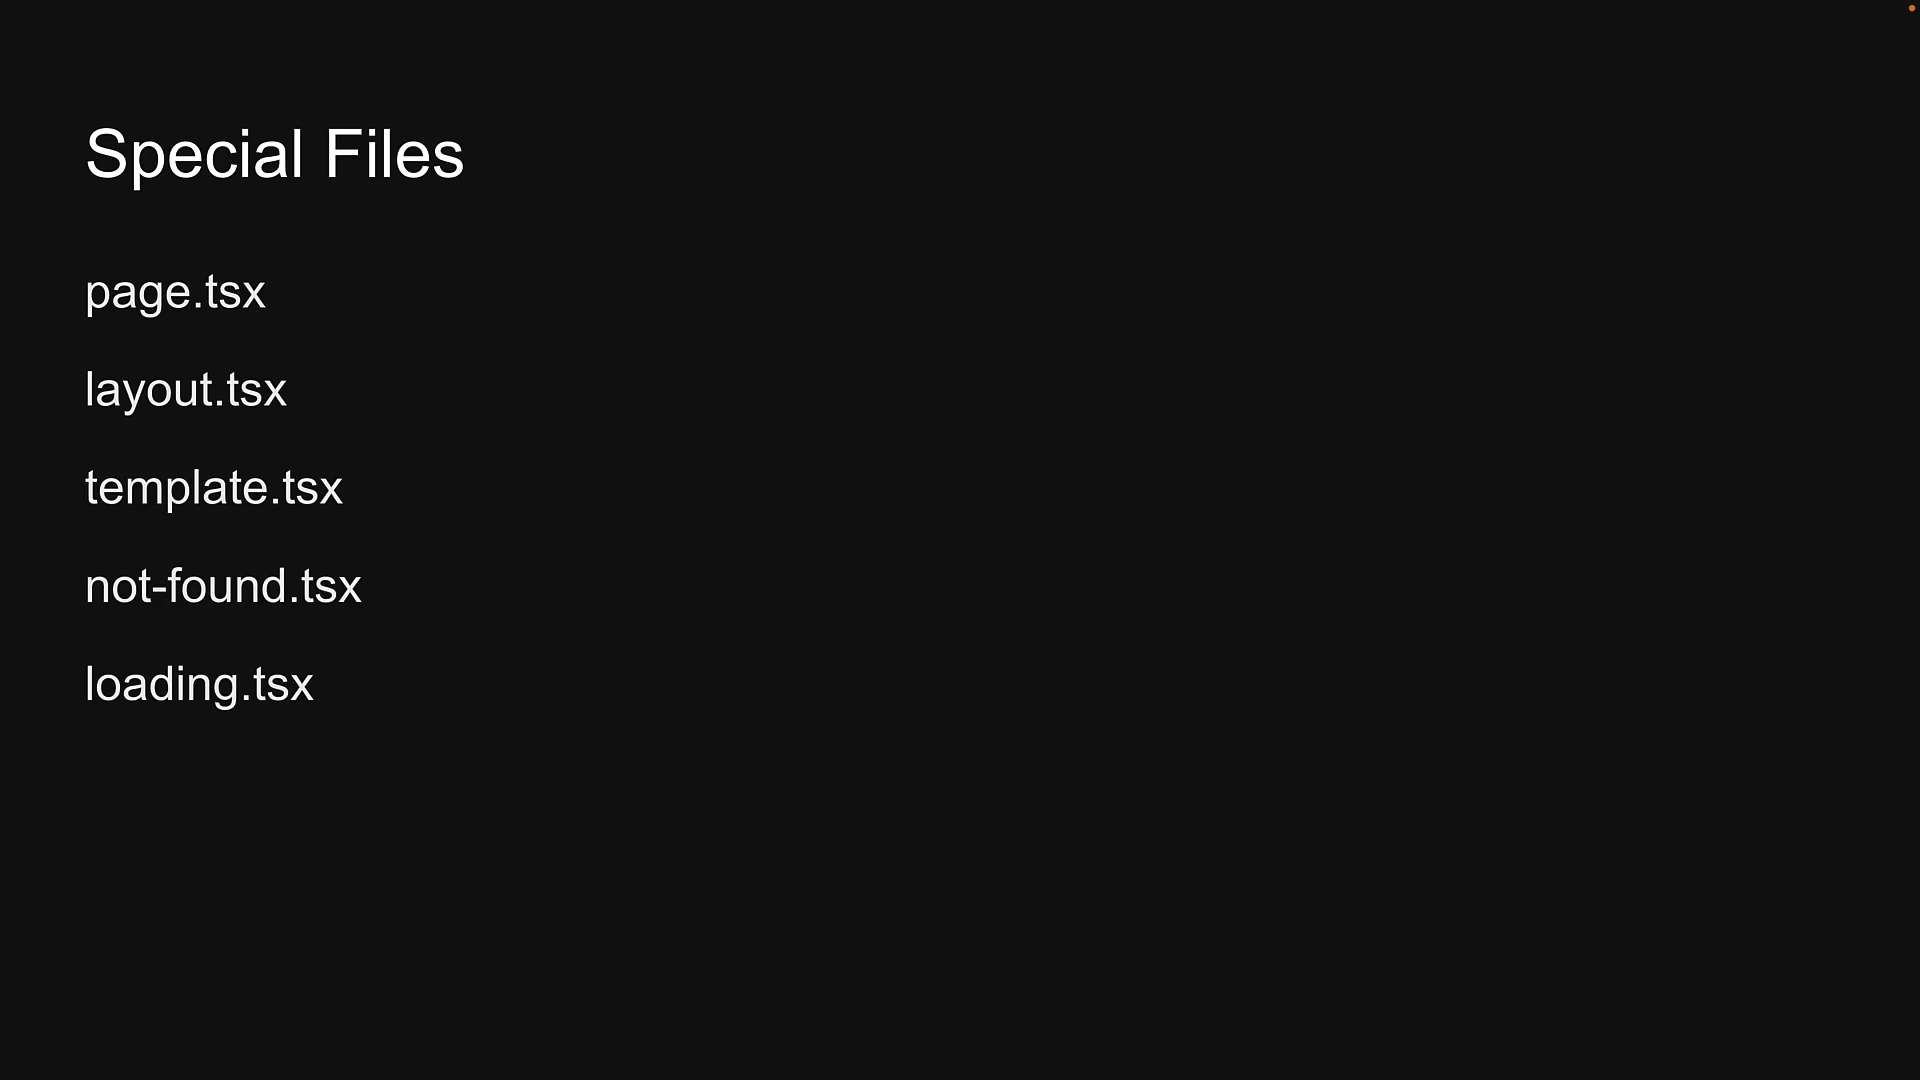 Special Files
page.tsx
layout.tsx
template.tsx
not-found.tsx
loading.tsx